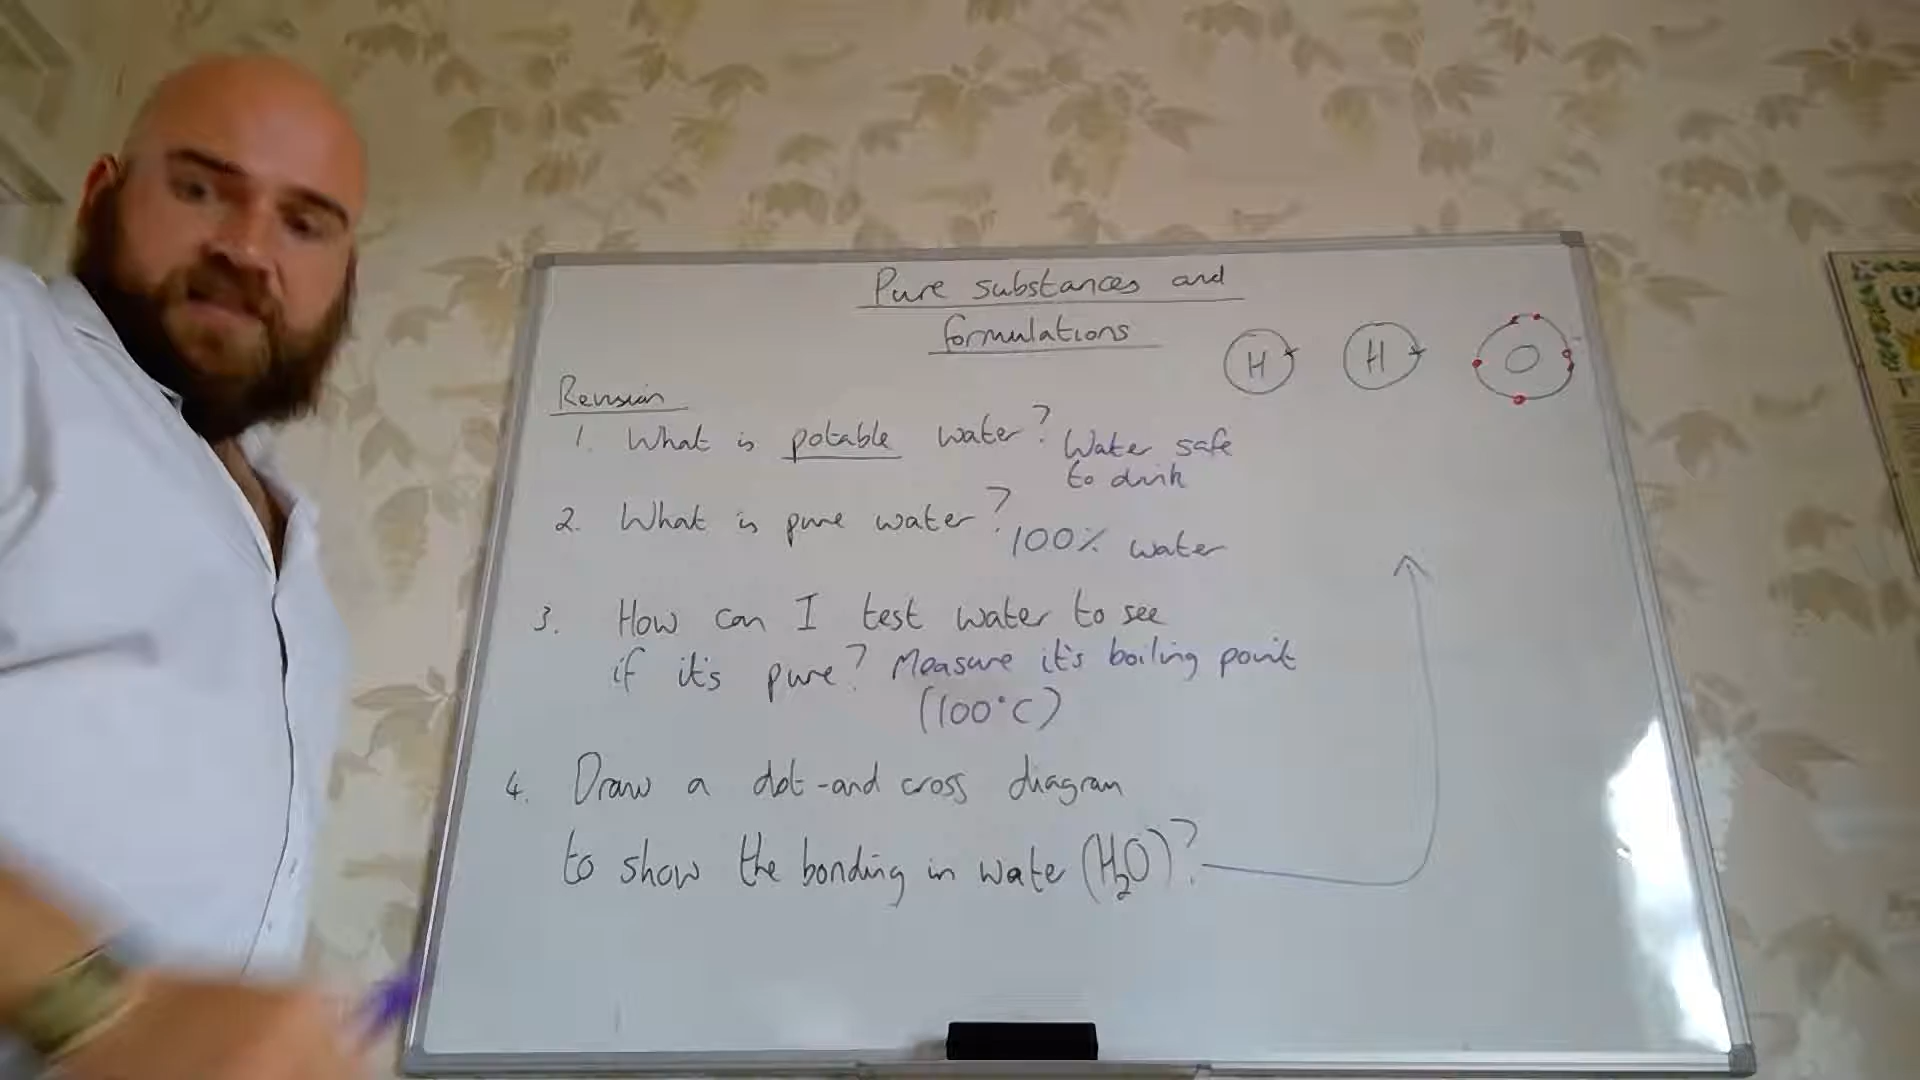 Pure substances and
formulations
H H O
Revision
1. What is potable water? Water safe
to drink
2. What is pure water?
100% water
3. How can I test water to see
if it's pure? Measure it's boiling point
(100°C)
4. Draw a dot-and cross diagram
to show the bonding in water (H₂O)?